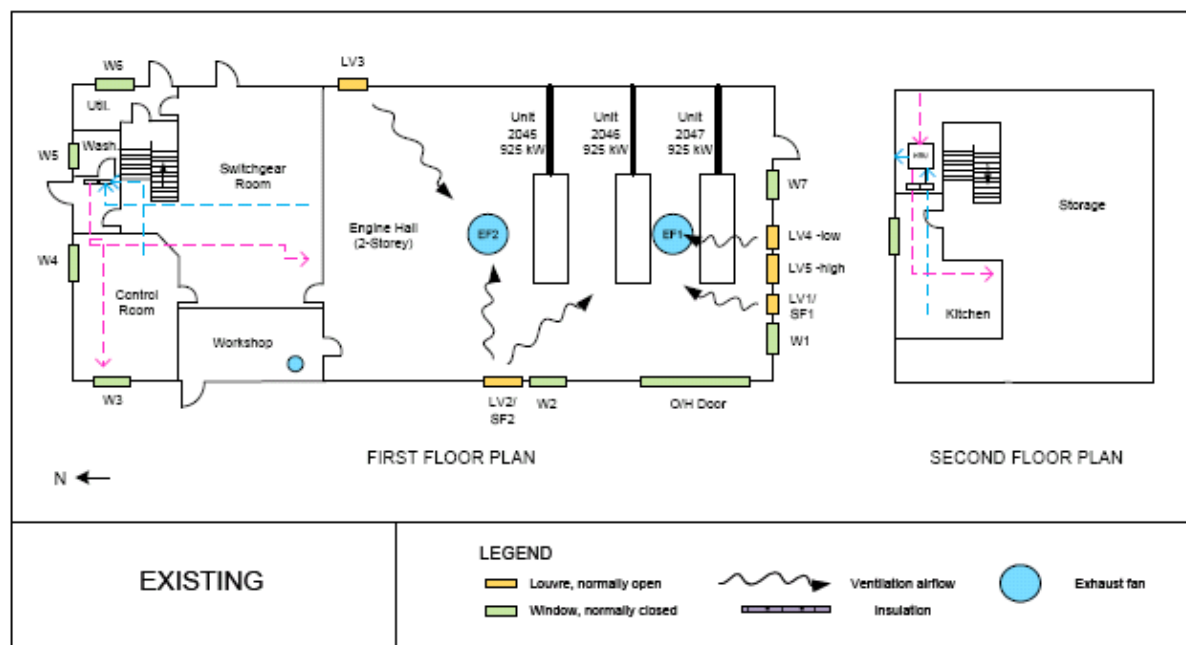 W6
LV3
Util.
Unit
2045
925 kW
Unit
2046
925 kW
Unit
2047
925 kW
HRU
W5
Wash.
Switchgear
Room
W7
Storage
Engine Hall
(2-Storey)
EF2
EF1
LV4 -low
LV5 -high
W4
Control
Room
LV1/
SF1
Kitchen
Workshop
W1
W3
LV2/
SF2
W2
O/H Door
FIRST FLOOR PLAN
SECOND FLOOR PLAN
N
EXISTING
LEGEND
Louvre, normally open
Ventilation airflow
Exhaust fan
Window, normally closed
Insulation